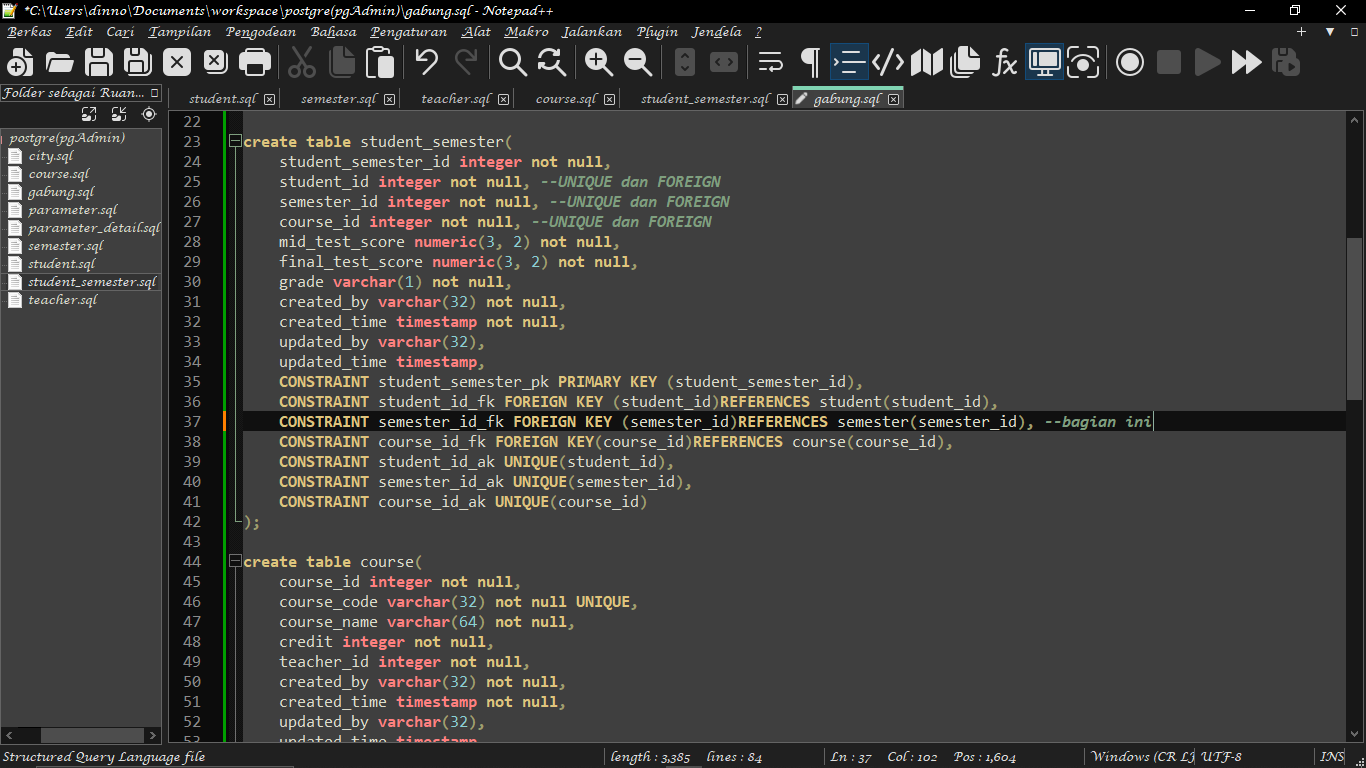 *C:\Users\dinno\Documents\workspace\postgre(pgAdmin)\gabung.sql - Notepad++
Berkas Edit Cari Tampilan Pengodean Bahasa Pengaturan Alat Makro Jalankan Plugin Jendela ?
Folder sebagai Ruan...
student.sql semester.sql teacher.sql course.sql student_semester.sql gabung.sql
postgre(pgAdmin)
city.sql
course.sql
gabung.sql
parameter.sql
parameter_detail.sql
semester.sql
student.sql
student_semester.sql
teacher.sql
22
23 create table student_semester(
24 student_semester_id integer not null,
25 student_id integer not null, --UNIQUE dan FOREIGN
26 semester_id integer not null, --UNIQUE dan FOREIGN
27 course_id integer not null, --UNIQUE dan FOREIGN
28 mid_test_score numeric(3, 2) not null,
29 final_test_score numeric(3, 2) not null,
30 grade varchar(1) not null,
31 created_by varchar(32) not null,
32 created_time timestamp not null,
33 updated_by varchar(32),
34 updated_time timestamp,
35 CONSTRAINT student_semester_pk PRIMARY KEY (student_semester_id),
36 CONSTRAINT student_id_fk FOREIGN KEY (student_id)REFERENCES student(student_id),
37 CONSTRAINT semester_id_fk FOREIGN KEY (semester_id)REFERENCES semester(semester_id), --bagian ini
38 CONSTRAINT course_id_fk FOREIGN KEY(course_id)REFERENCES course(course_id),
39 CONSTRAINT student_id_ak UNIQUE(student_id),
40 CONSTRAINT semester_id_ak UNIQUE(semester_id),
41 CONSTRAINT course_id_ak UNIQUE(course_id)
42 );
43
44 create table course(
45 course_id integer not null,
46 course_code varchar(32) not null UNIQUE,
47 course_name varchar(64) not null,
48 credit integer not null,
49 teacher_id integer not null,
50 created_by varchar(32) not null,
51 created_time timestamp not null,
52 updated_by varchar(32),
53 updated_time timestamp
Structured Query Language file length : 3,385 lines : 84 Ln : 37 Col : 102 Pos : 1,604 Windows (CR L UTF-8 INS